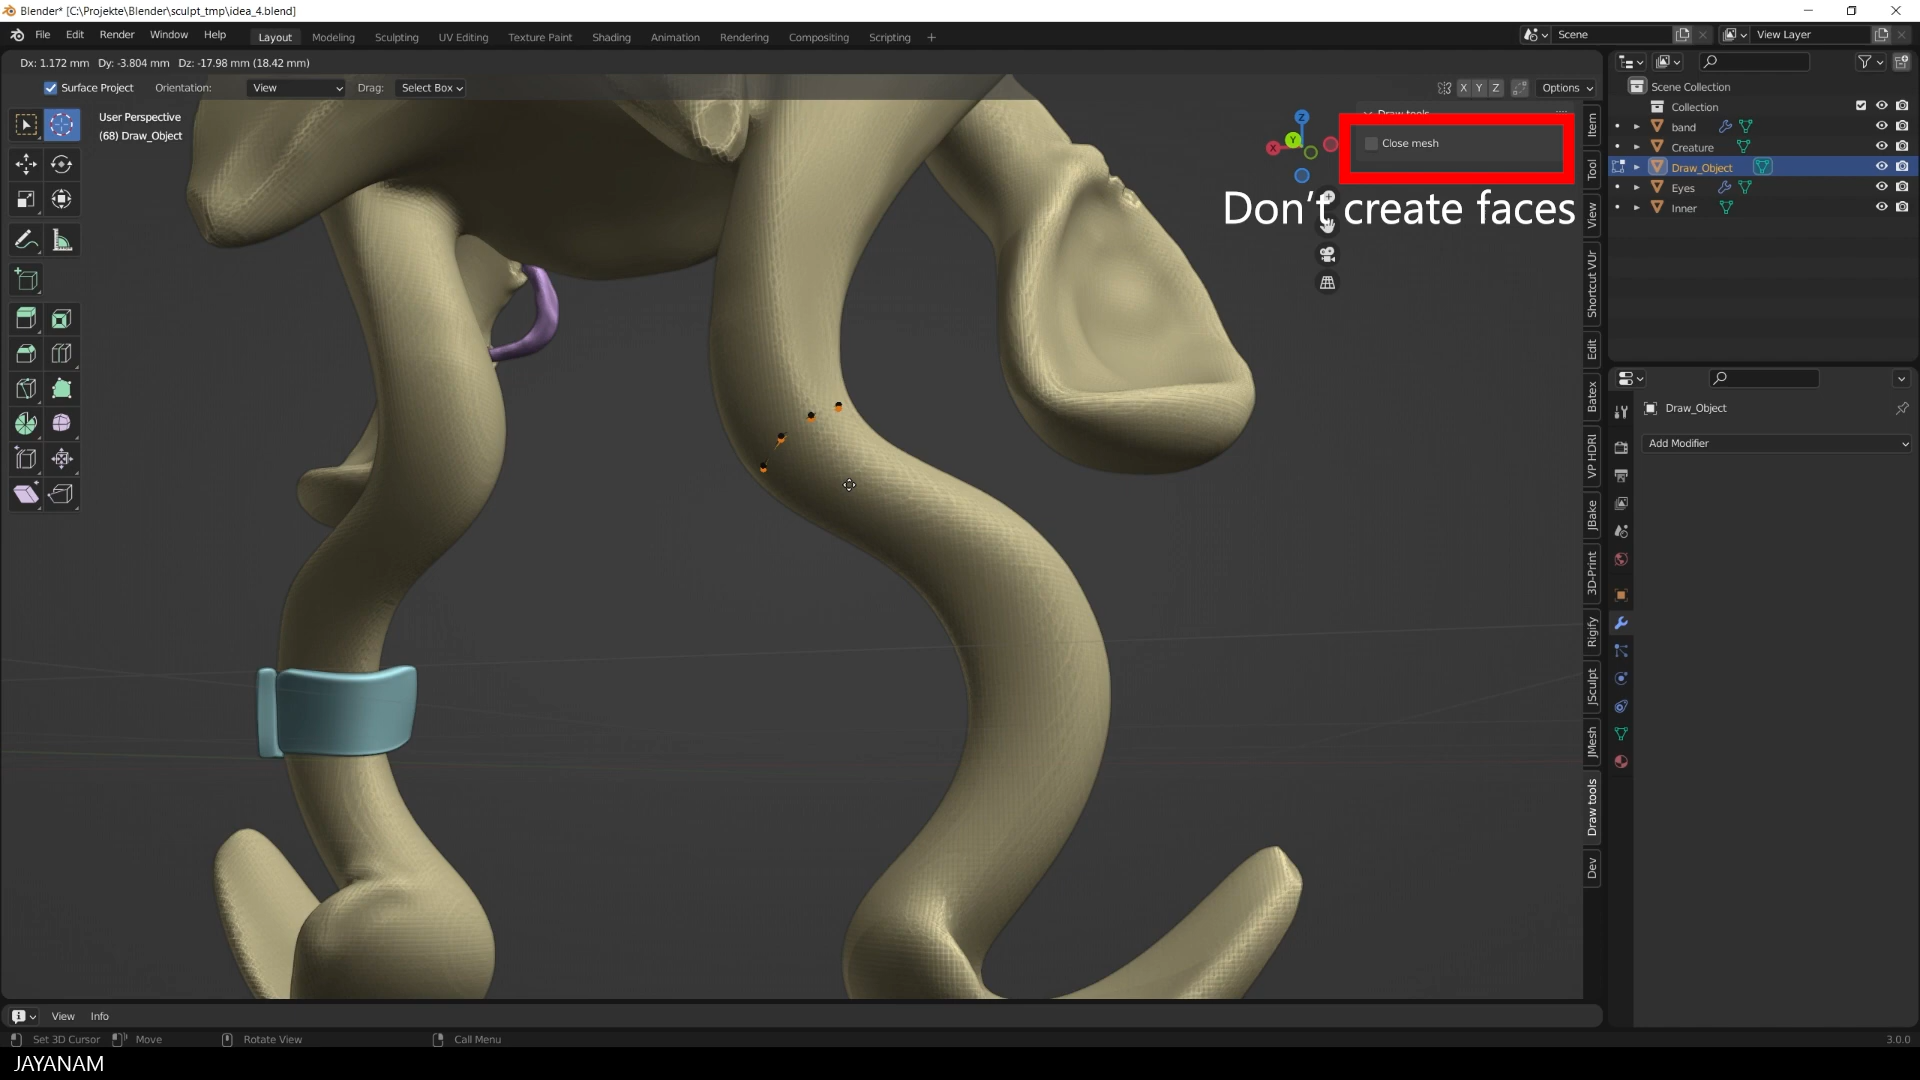 Blender* [C:\Projekte\Blender\sculpt_tmp\idea_4.blend]
File Edit Render Window Help Layout Modeling Sculpting UV Editing Texture Paint Shading Animation Rendering Compositing Scripting + Scene View Layer
Dx: 1.172 mm Dy: -3.804 mm Dz: -17.98 mm (18.42 mm)
Surface Project Orientation: View Drag: Select Box X Y Z Options
User Perspective
(68) Draw_Object
Z
Y
X
Draw tools
Close mesh
Don't create faces
Item
Tool
View
Shortcut VUr
Edit
Batex
VP HDRI
JBake
3D-Print
Rigify
JSculpt
JMesh
Draw tools
Dev
Scene Collection
Collection
band
Creature
Draw_Object
Eyes
Inner
Draw_Object
Add Modifier
View Info
Set 3D Cursor Move Rotate View Call Menu 3.0.0
JAYANAM